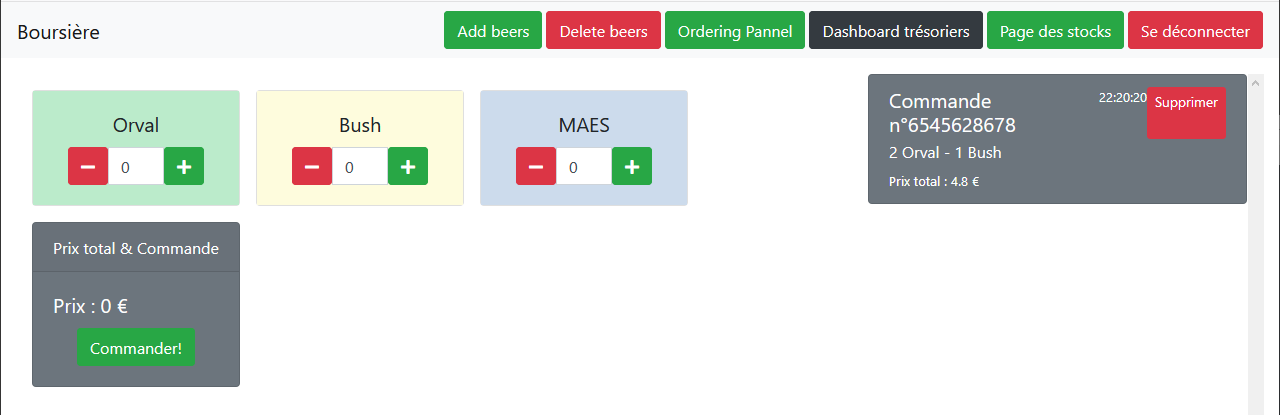 Boursière
Add beers
Delete beers
Ordering Pannel
Dashboard trésoriers
Page des stocks
Se déconnecter
Orval
0
Bush
0
MAES
0
Prix total & Commande
Prix : 0 €
Commander!
Commande
n°6545628678
22:20:20
Supprimer
2 Orval - 1 Bush
Prix total : 4.8 €